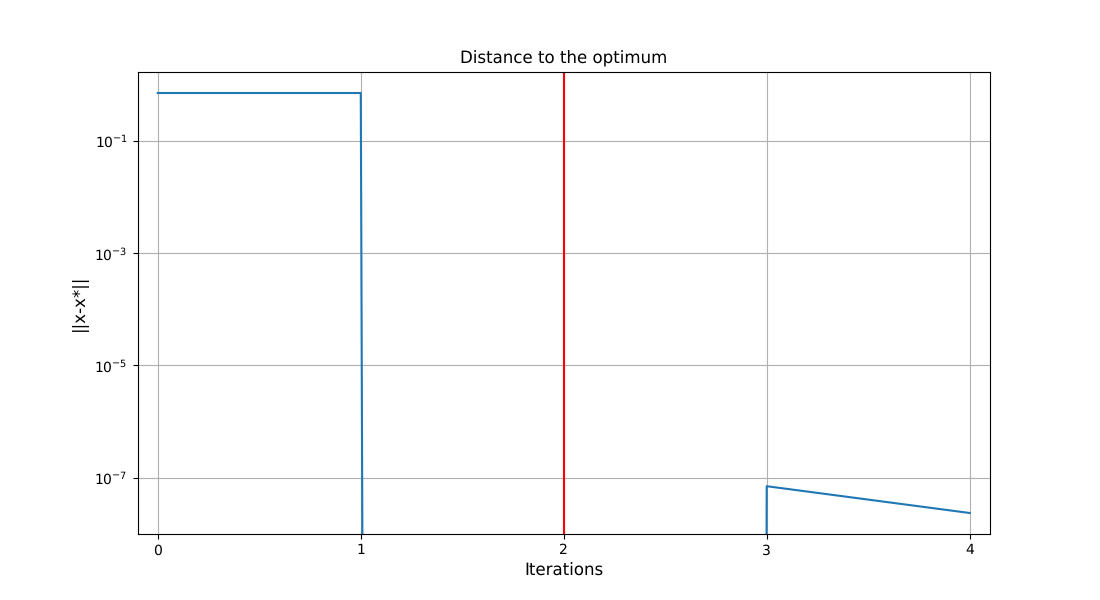 Distance to the optimum
10⁻¹
10⁻³
10⁻⁵
10⁻⁷
||x-x*||
0 1 2 3 4
Iterations